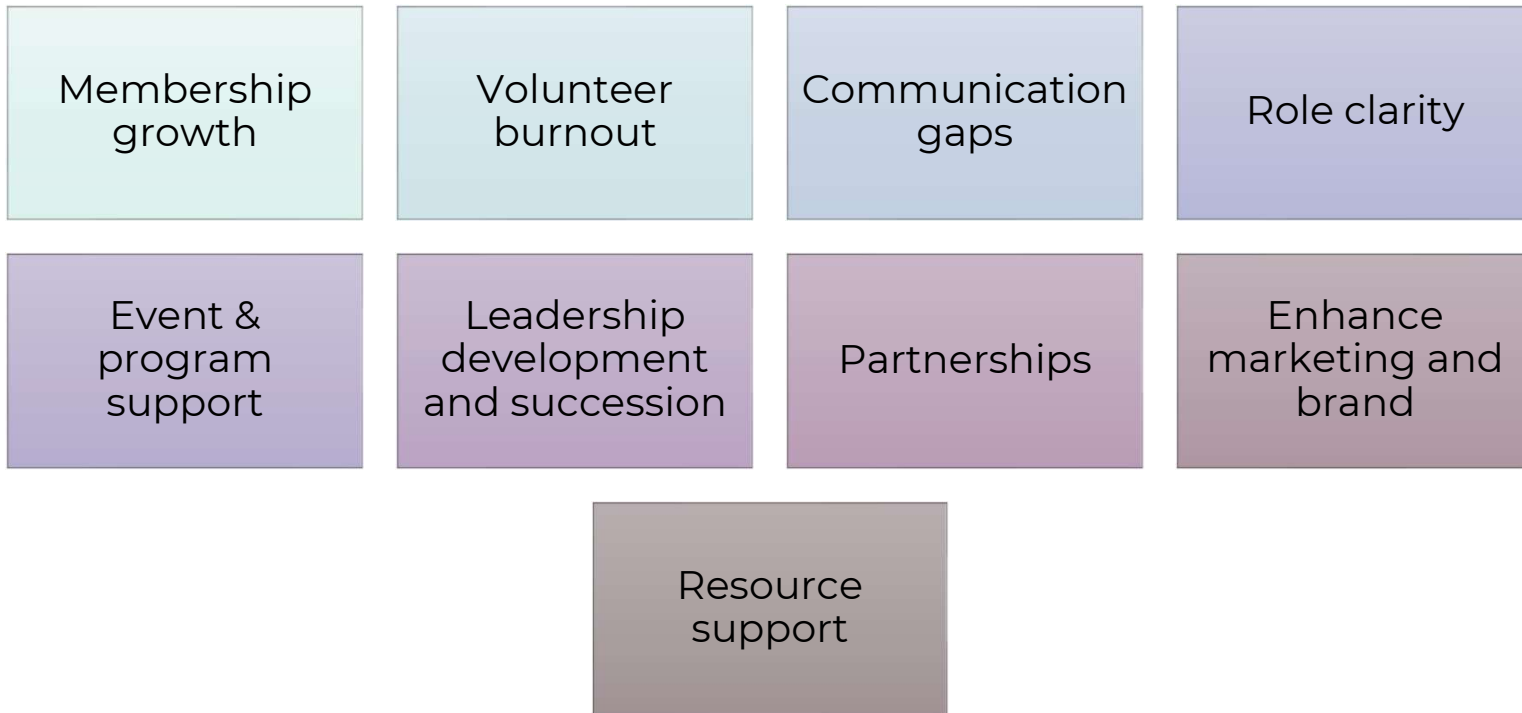 Membership
growth
Volunteer
burnout
Communication
gaps
Role clarity
Event &
program
support
Leadership
development
and succession
Partnerships
Enhance
marketing and
brand
Resource
support